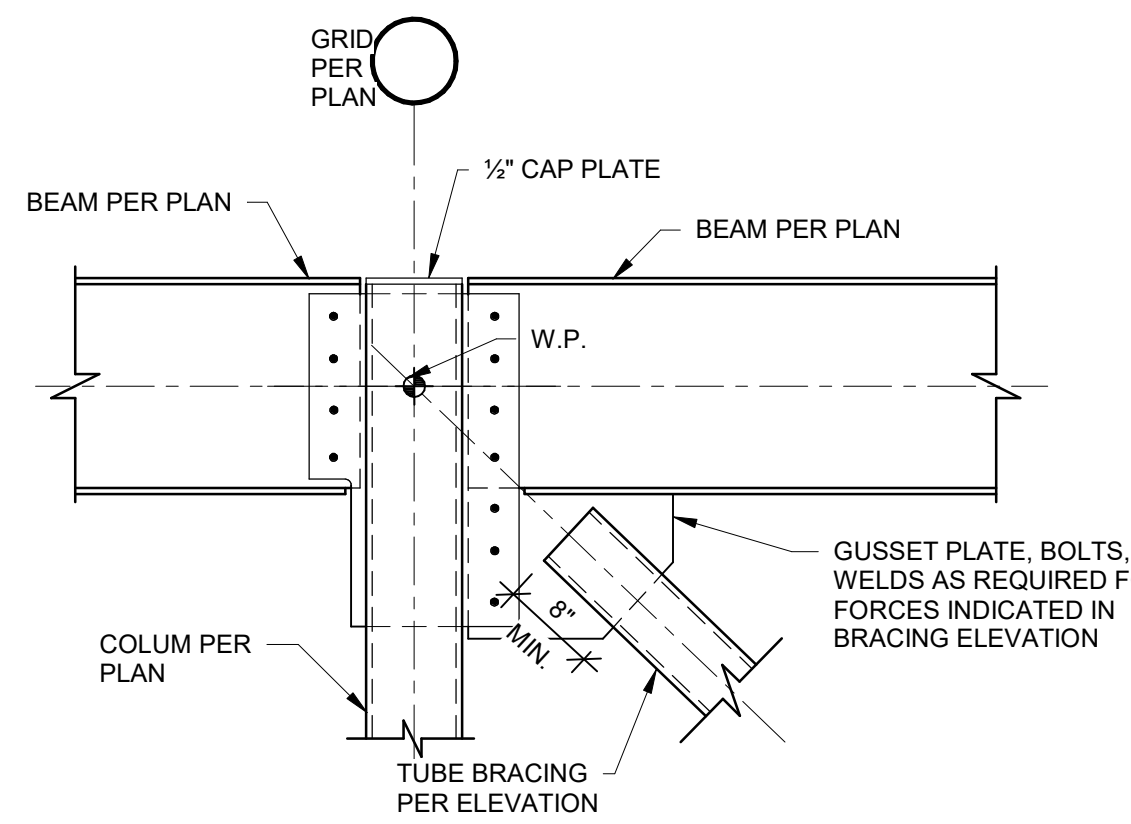 GRID
PER
PLAN
½" CAP PLATE
BEAM PER PLAN
BEAM PER PLAN
W.P.
GUSSET PLATE, BOLTS,
WELDS AS REQUIRED F
FORCES INDICATED IN
BRACING ELEVATION
8"
MIN.
COLUM PER
PLAN
TUBE BRACING
PER ELEVATION